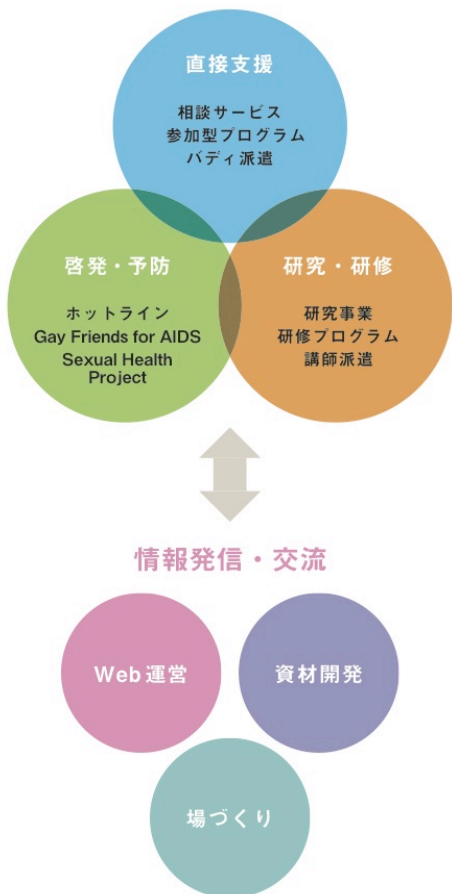 直接支援
相談サービス
参加型プログラム
バディ派遣
啓発・予防
ホットライン
Gay Friends for AIDS
Sexual Health
Project
研究・研修
研究事業
研修プログラム
講師派遣
情報発信・交流
Web運営
資材開発
場づくり